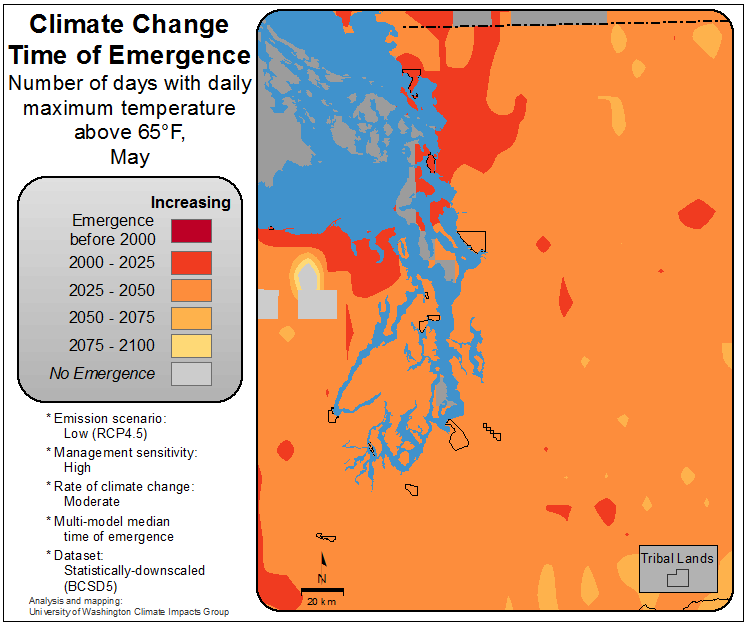 Climate Change
Time of Emergence
Number of days with daily
maximum temperature
above 65°F,
May
Increasing
Emergence
before 2000
2000 - 2025
2025 - 2050
2050 - 2075
2075 - 2100
No Emergence
* Emission scenario:
Low (RCP4.5)
* Management sensitivity:
High
* Rate of climate change:
Moderate
* Multi-model median
time of emergence
* Dataset:
Statistically-downscaled
(BCSD5)
Analysis and mapping:
University of Washington Climate Impacts Group
N
20 km
Tribal Lands